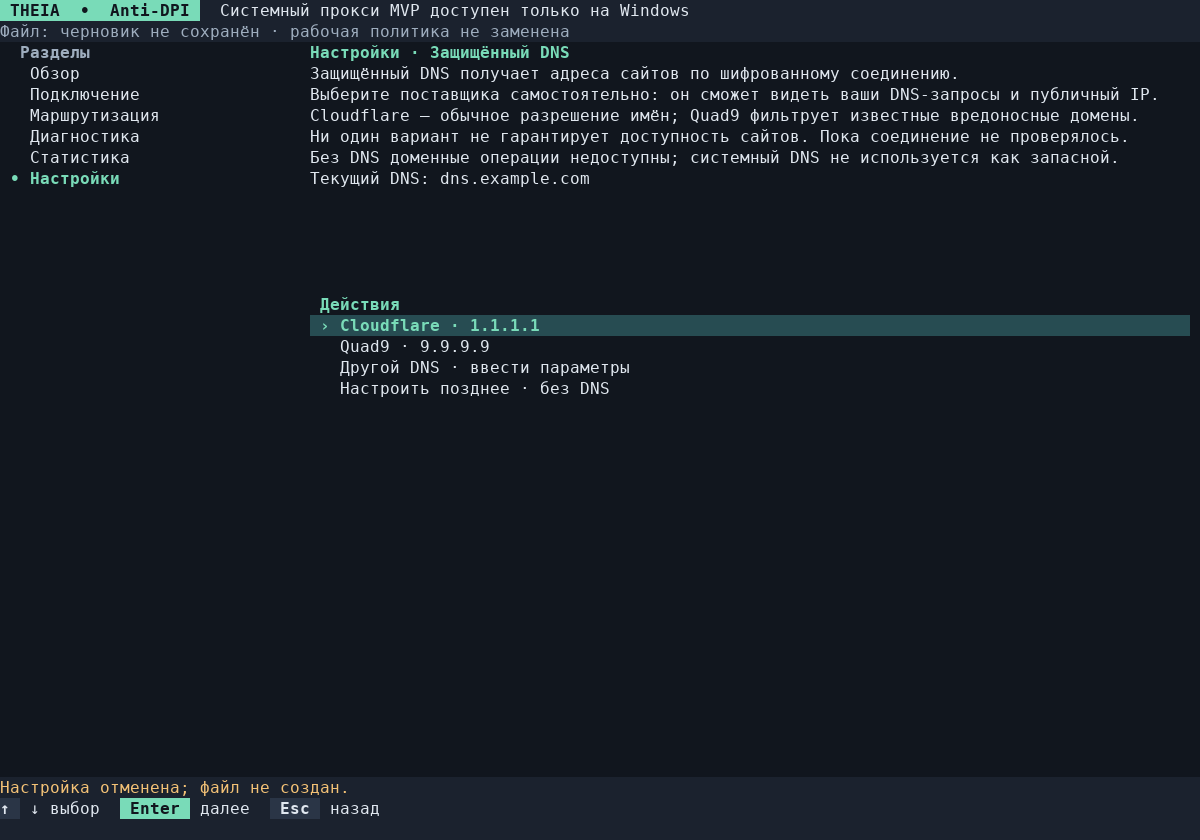 THEIA • Anti-DPI Системный прокси MVP доступен только на Windows
Файл: черновик не сохранён · рабочая политика не заменена
Разделы
Обзор
Подключение
Маршрутизация
Диагностика
Статистика
• Настройки
Настройки · Защищённый DNS
Защищённый DNS получает адреса сайтов по шифрованному соединению.
Выберите поставщика самостоятельно: он сможет видеть ваши DNS-запросы и публичный IP.
Cloudflare — обычное разрешение имён; Quad9 фильтрует известные вредоносные домены.
Ни один вариант не гарантирует доступность сайтов. Пока соединение не проверялось.
Без DNS доменные операции недоступны; системный DNS не используется как запасной.
Текущий DNS: dns.example.com
Действия
› Cloudflare · 1.1.1.1
Quad9 · 9.9.9.9
Другой DNS · ввести параметры
Настроить позднее · без DNS
Настройка отменена; файл не создан.
↑ ↓ выбор Enter далее Esc назад